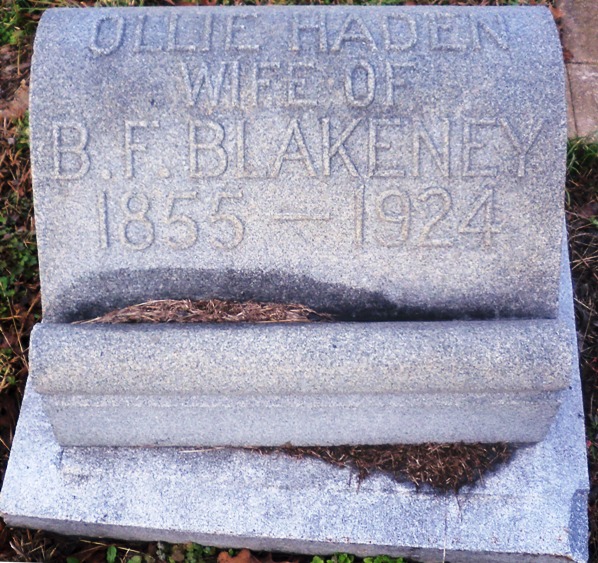 OLLIE HADEN
WIFE OF
B. F. BLAKENEY
1855 — 1924